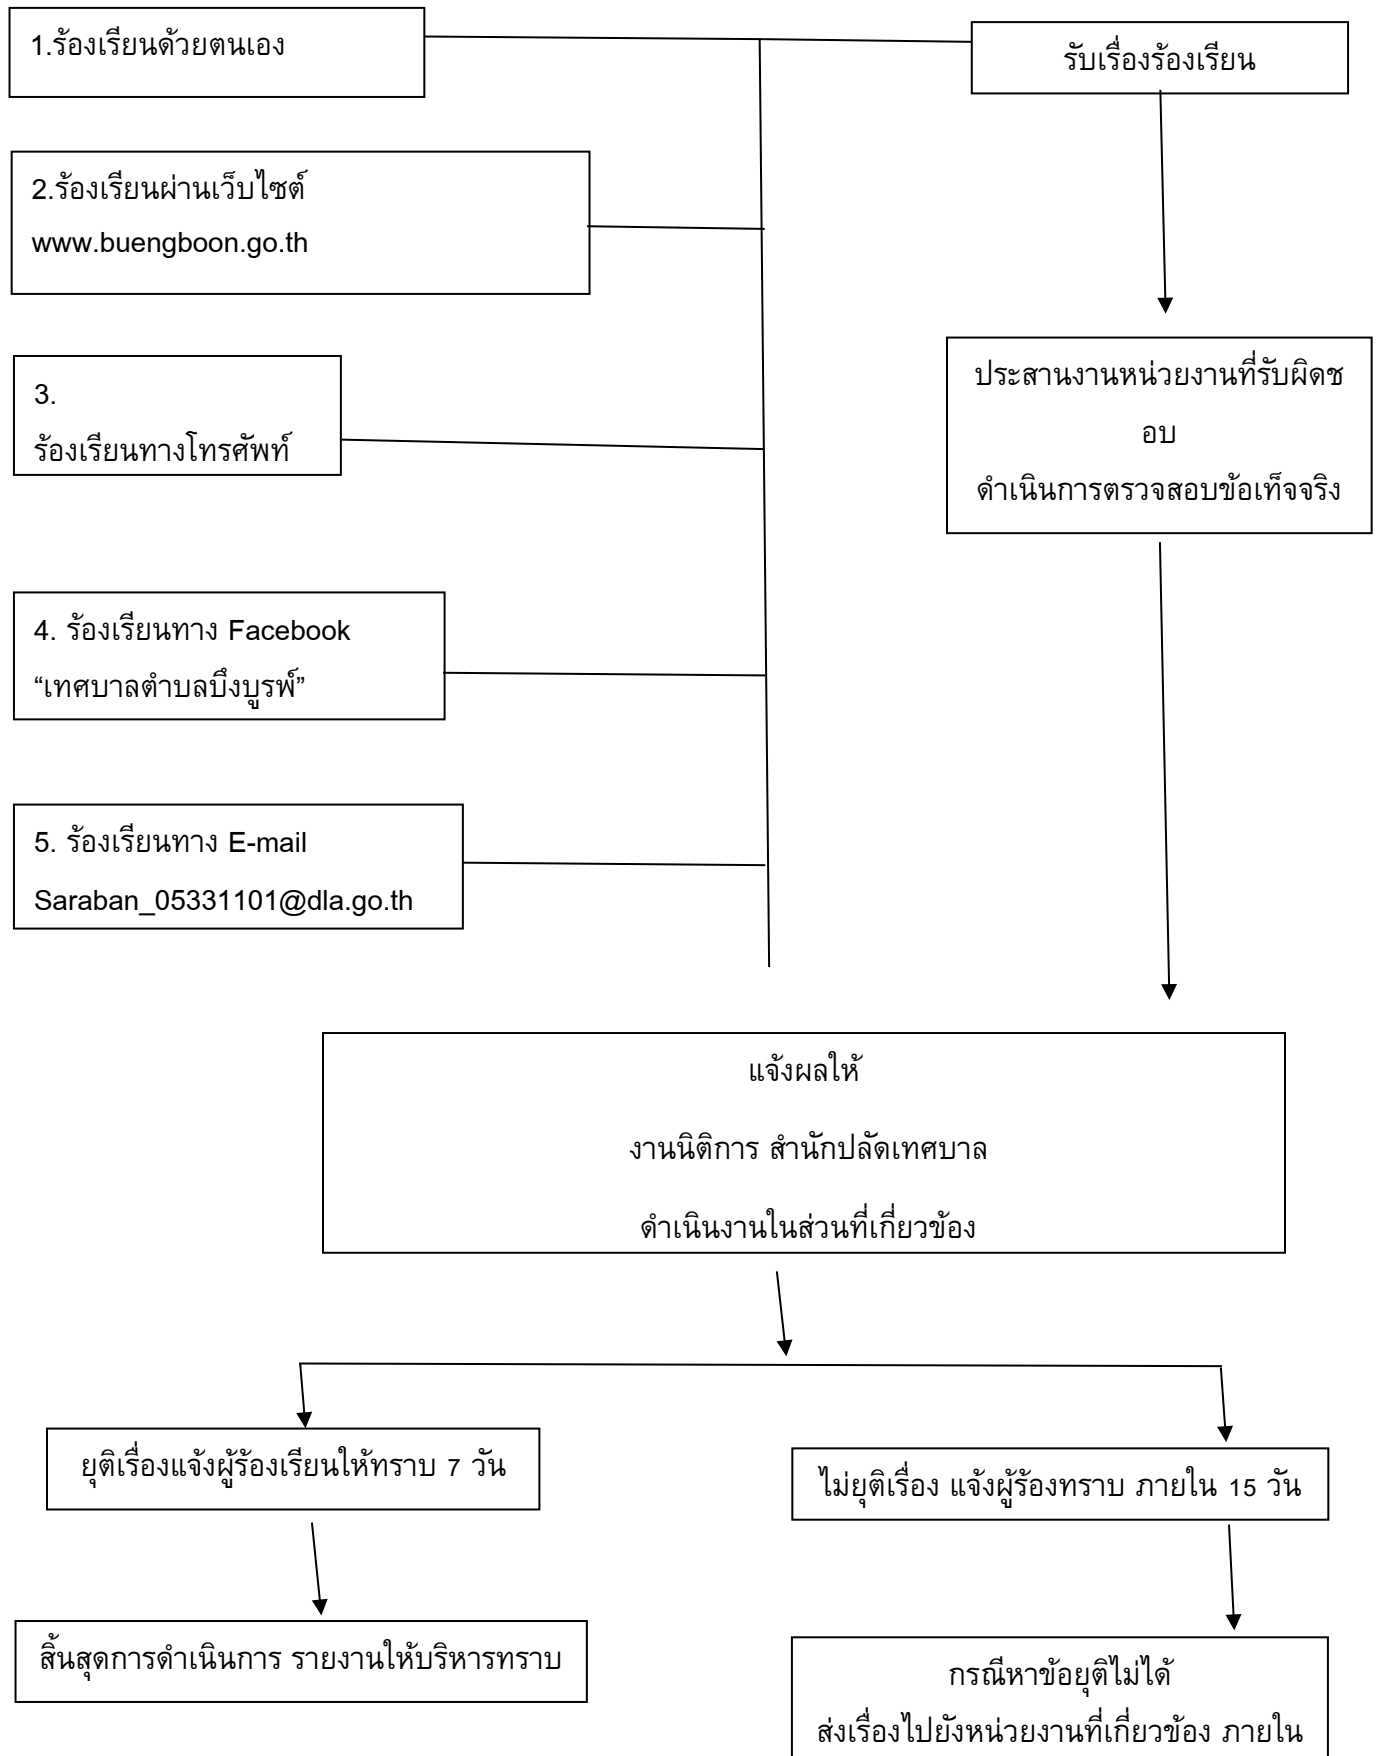 1.ร้องเรียนด้วยตนเอง
รับเรื่องร้องเรียน
2.ร้องเรียนผ่านเว็บไซต์
www.buengboon.go.th
3.
ร้องเรียนทางโทรศัพท์
ประสานงานหน่วยงานที่รับผิดช
อบ
ดำเนินการตรวจสอบข้อเท็จจริง
4. ร้องเรียนทาง Facebook
“เทศบาลตำบลบึงบูรพ์”
5. ร้องเรียนทาง E-mail
Saraban_05331101@dla.go.th
แจ้งผลให้
งานนิติการ สำนักปลัดเทศบาล
ดำเนินงานในส่วนที่เกี่ยวข้อง
ยุติเรื่องแจ้งผู้ร้องเรียนให้ทราบ 7 วัน
ไม่ยุติเรื่อง แจ้งผู้ร้องทราบ ภายใน 15 วัน
สิ้นสุดการดำเนินการ รายงานให้บริหารทราบ
กรณีหาข้อยุติไม่ได้
ส่งเรื่องไปยังหน่วยงานที่เกี่ยวข้อง ภายใน